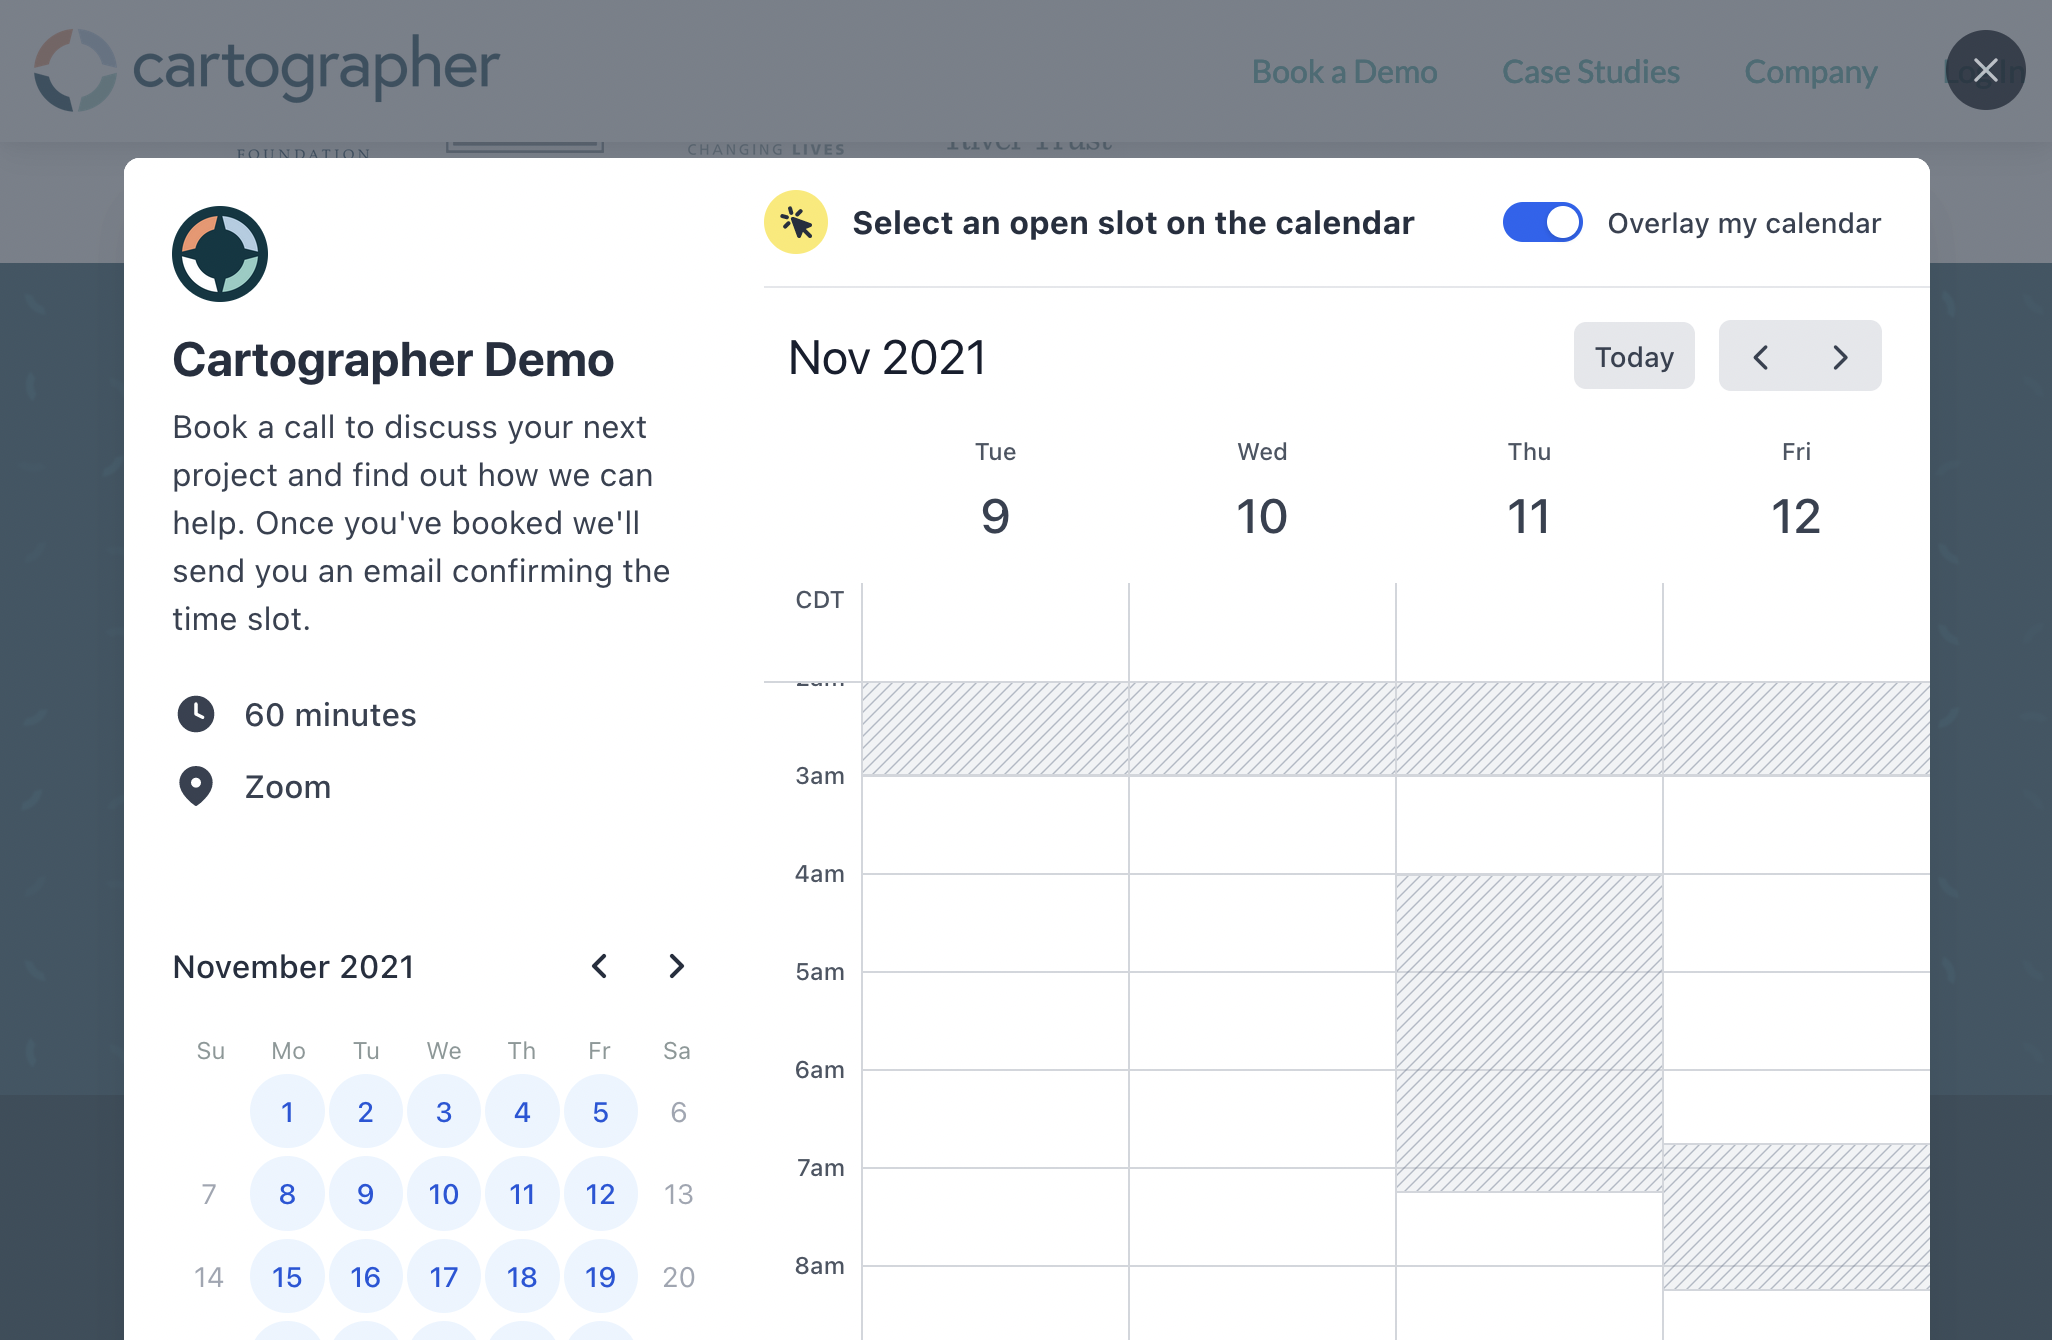 cartographer
Book a Demo
Case Studies
Company
FOUNDATION
CHANGING LIVES
River Trust
Cartographer Demo
Book a call to discuss your next
project and find out how we can
help. Once you've booked we'll
send you an email confirming the
time slot.
60 minutes
Zoom
November 2021
Su Mo Tu We Th Fr Sa
1 2 3 4 5 6
7 8 9 10 11 12 13
14 15 16 17 18 19 20
Select an open slot on the calendar
Overlay my calendar
Nov 2021
Today
Tue Wed Thu Fri
9 10 11 12
CDT
2am
3am
4am
5am
6am
7am
8am